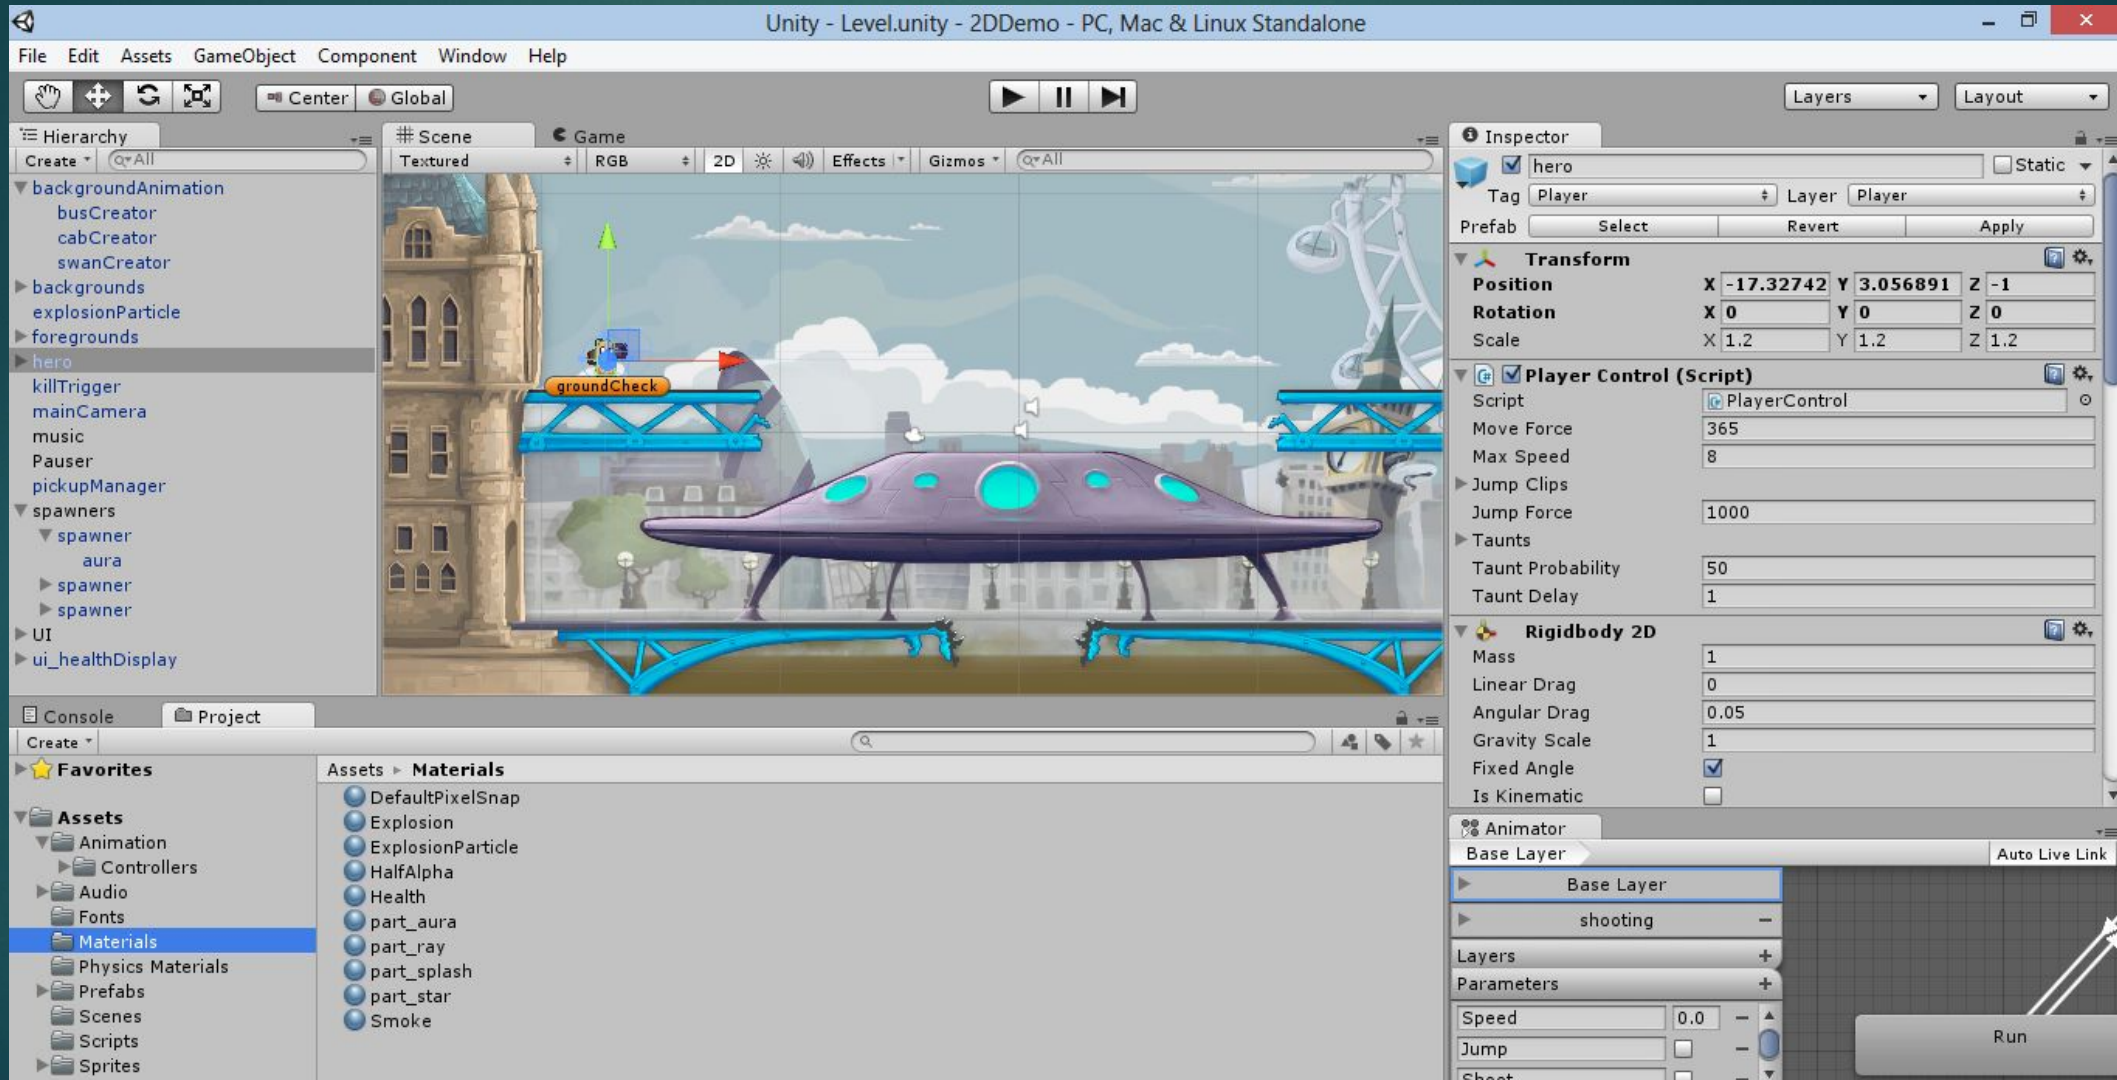 Unity - Level.unity - 2DDemo - PC, Mac & Linux Standalone
File Edit Assets GameObject Component Window Help
Center Global
Layers Layout
Hierarchy
Create All
backgroundAnimation
busCreator
cabCreator
swanCreator
backgrounds
explosionParticle
foregrounds
hero
killTrigger
mainCamera
music
Pauser
pickupManager
spawners
spawner
aura
spawner
spawner
UI
ui_healthDisplay
Scene Game
Textured RGB 2D Effects Gizmos All
groundCheck
Inspector
hero Static
Tag Player Layer Player
Prefab Select Revert Apply
Transform
Position X -17.32742 Y 3.056891 Z -1
Rotation X 0 Y 0 Z 0
Scale X 1.2 Y 1.2 Z 1.2
Player Control (Script)
Script PlayerControl
Move Force 365
Max Speed 8
Jump Clips
Jump Force 1000
Taunts
Taunt Probability 50
Taunt Delay 1
Rigidbody 2D
Mass 1
Linear Drag 0
Angular Drag 0.05
Gravity Scale 1
Fixed Angle
Is Kinematic
Console Project
Create
Favorites
Assets
Animation
Controllers
Audio
Fonts
Materials
Physics Materials
Prefabs
Scenes
Scripts
Sprites
Assets Materials
DefaultPixelSnap
Explosion
ExplosionParticle
HalfAlpha
Health
part_aura
part_ray
part_splash
part_star
Smoke
Animator
Base Layer Auto Live Link
Base Layer
shooting
Layers
Parameters
Speed 0.0
Jump
Shoot
Run